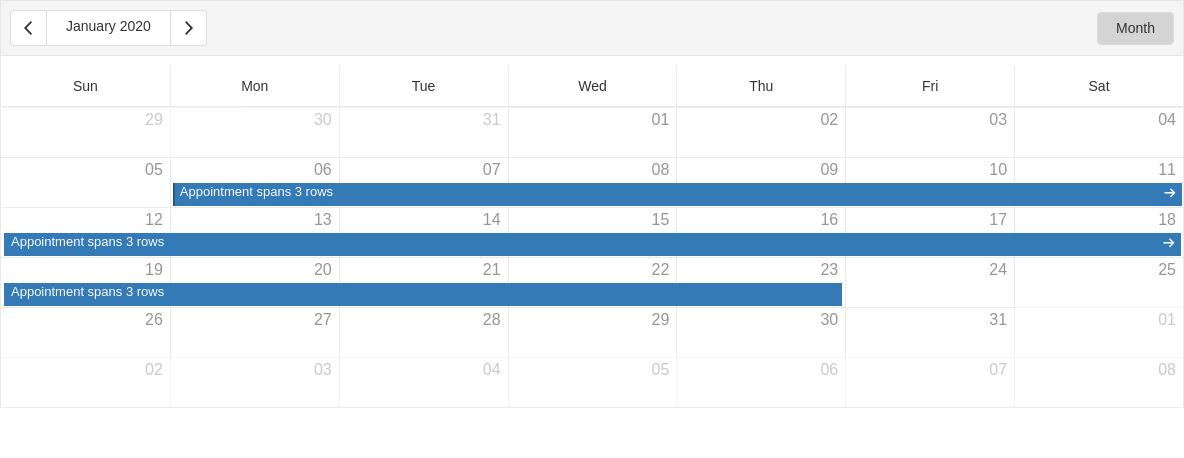 January 2020 Month
Sun Mon Tue Wed Thu Fri Sat
29 30 31 01 02 03 04
05 06 07 08 09 10 11
Appointment spans 3 rows
12 13 14 15 16 17 18
Appointment spans 3 rows
19 20 21 22 23 24 25
Appointment spans 3 rows
26 27 28 29 30 31 01
02 03 04 05 06 07 08